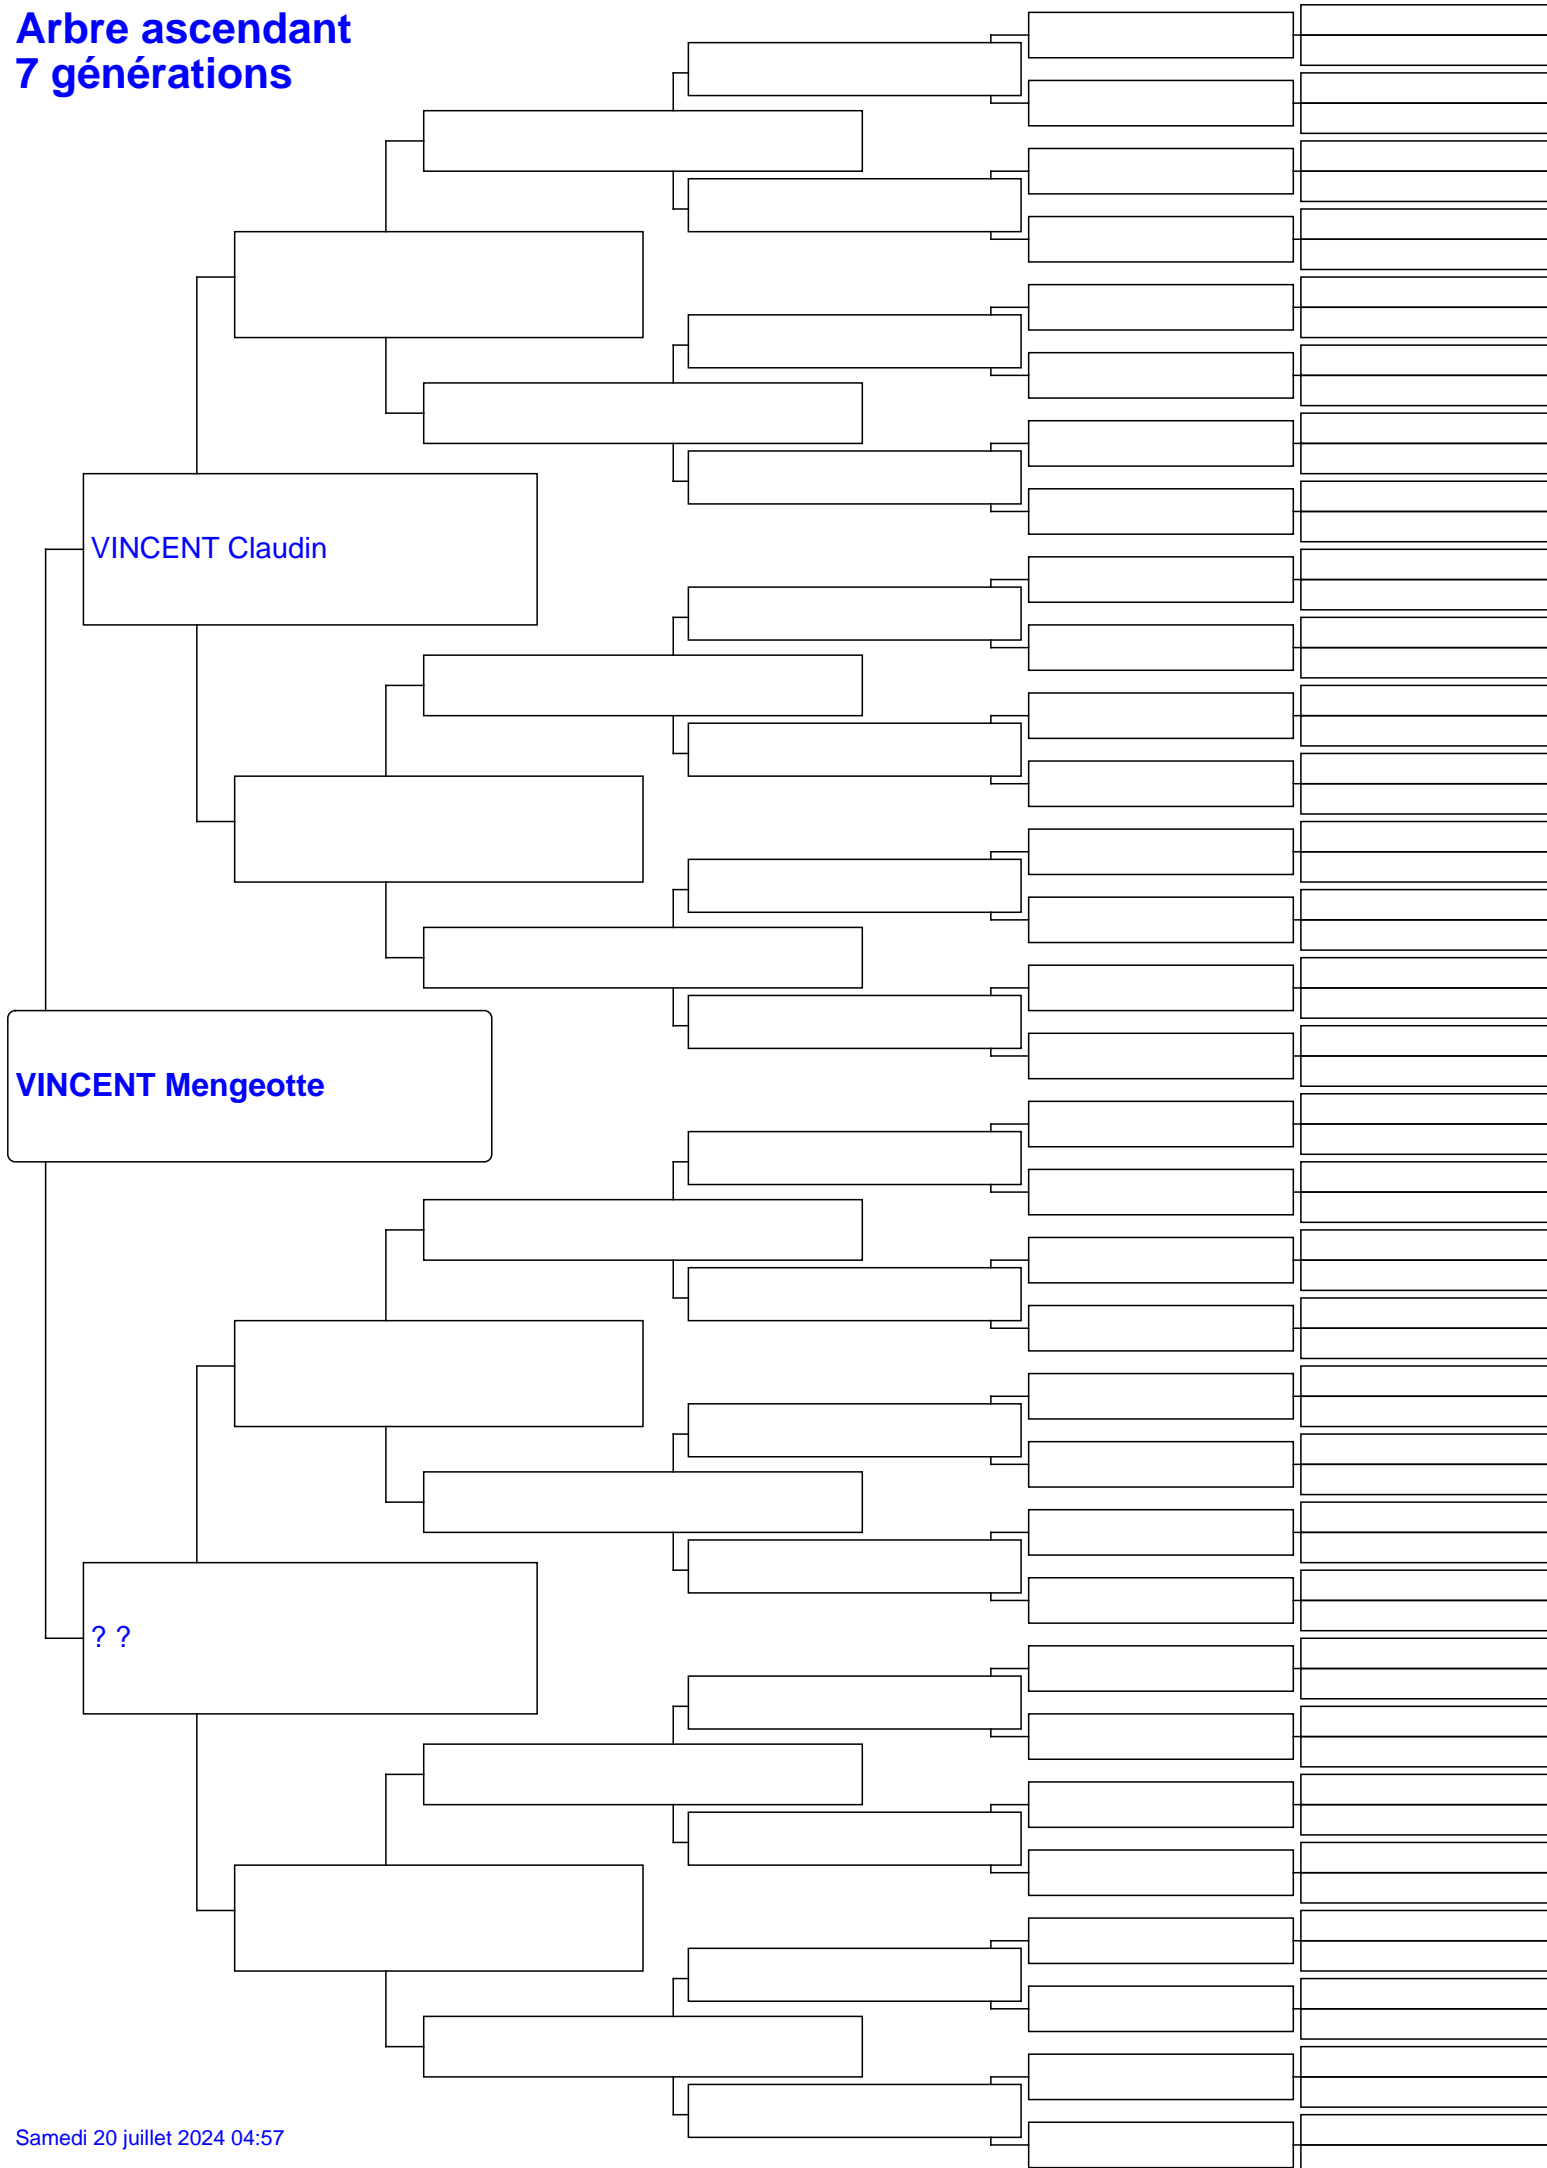 Arbre ascendant
7 générations
VINCENT Claudin
VINCENT Mengeotte
? ?
Samedi 20 juillet 2024 04:57